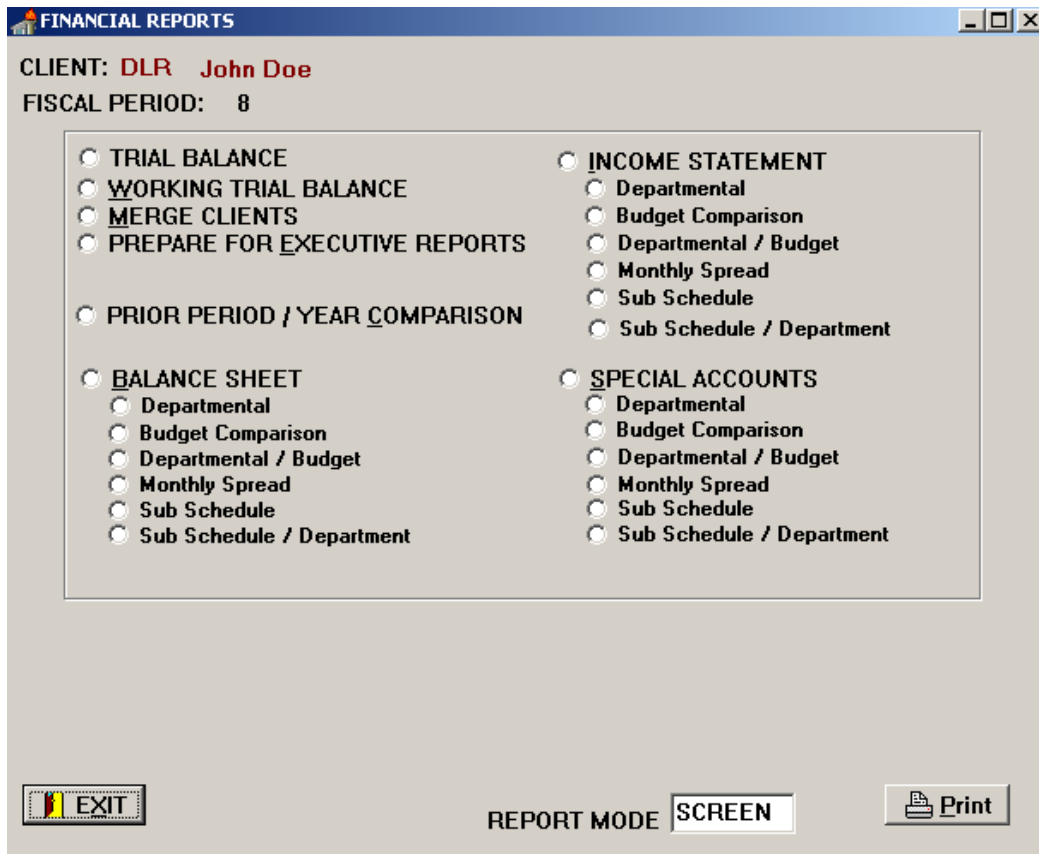 FINANCIAL REPORTS
CLIENT: DLR John Doe
FISCAL PERIOD: 8
TRIAL BALANCE
WORKING TRIAL BALANCE
MERGE CLIENTS
PREPARE FOR EXECUTIVE REPORTS
PRIOR PERIOD / YEAR COMPARISON
INCOME STATEMENT
Departmental
Budget Comparison
Departmental / Budget
Monthly Spread
Sub Schedule
Sub Schedule / Department
BALANCE SHEET
Departmental
Budget Comparison
Departmental / Budget
Monthly Spread
Sub Schedule
Sub Schedule / Department
SPECIAL ACCOUNTS
Departmental
Budget Comparison
Departmental / Budget
Monthly Spread
Sub Schedule
Sub Schedule / Department
EXIT
REPORT MODE SCREEN
Print